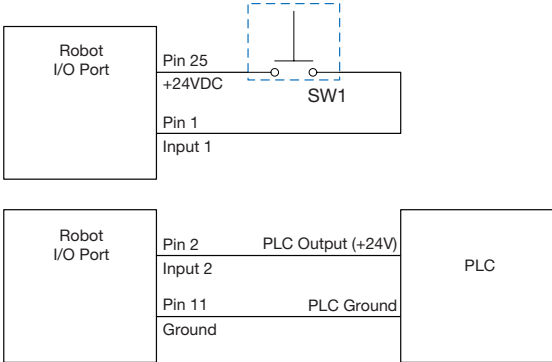 Robot
I/O Port
Pin 25
+24VDC
SW1
Pin 1
Input 1
Robot
I/O Port
Pin 2
PLC Output (+24V)
Input 2
PLC
Pin 11
PLC Ground
Ground